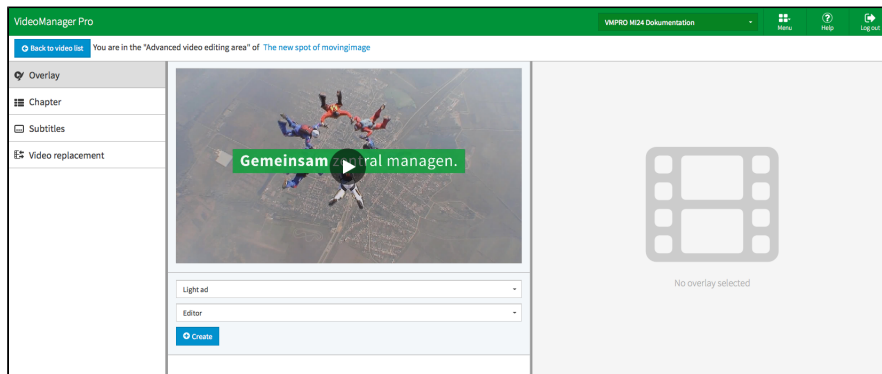 VideoManager Pro
VMPRO MI24 Dokumentation
Menu
Help
Log out
Back to video list
You are in the "Advanced video editing area" of The new spot of movingimage
Overlay
Chapter
Subtitles
Video replacement
Gemeinsam zentral managen.
Light ad
Editor
Create
No overlay selected